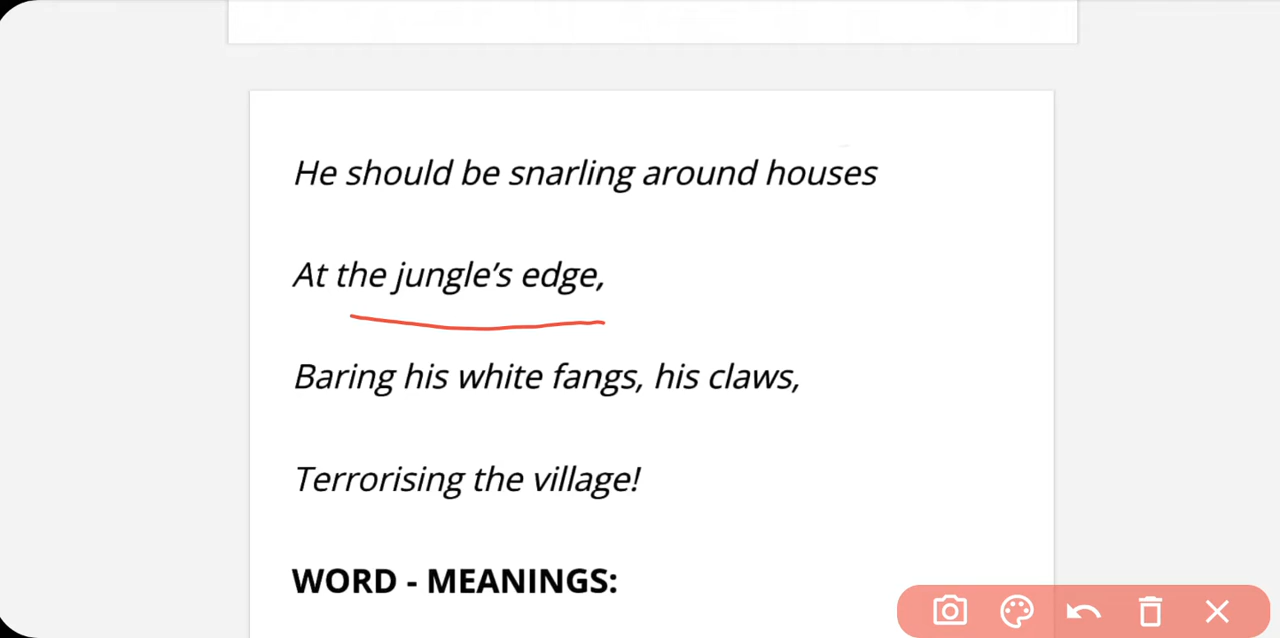 He should be snarling around houses
At the jungle’s edge,
Baring his white fangs, his claws,
Terrorising the village!
WORD - MEANINGS: